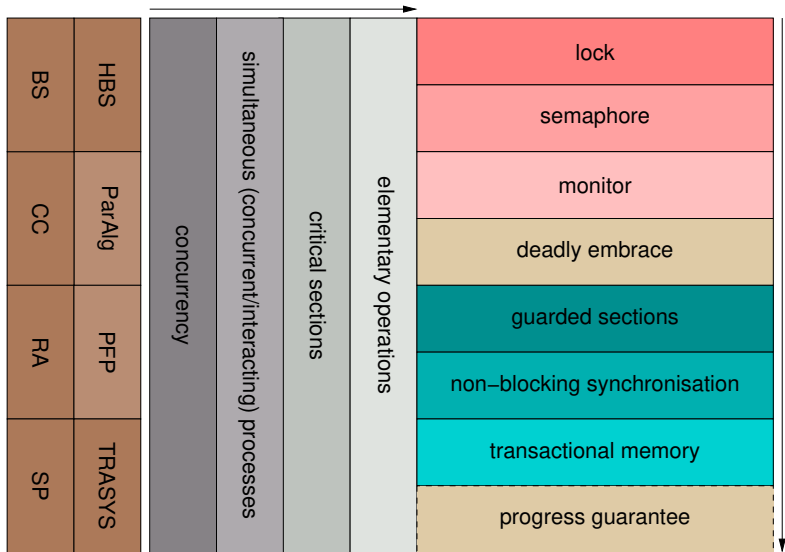 BS
HBS
CC
ParAlg
RA
PFP
SP
TRASYS
concurrency
simultaneous (concurrent/interacting) processes
critical sections
elementary operations
lock
semaphore
monitor
deadly embrace
guarded sections
non−blocking synchronisation
transactional memory
progress guarantee